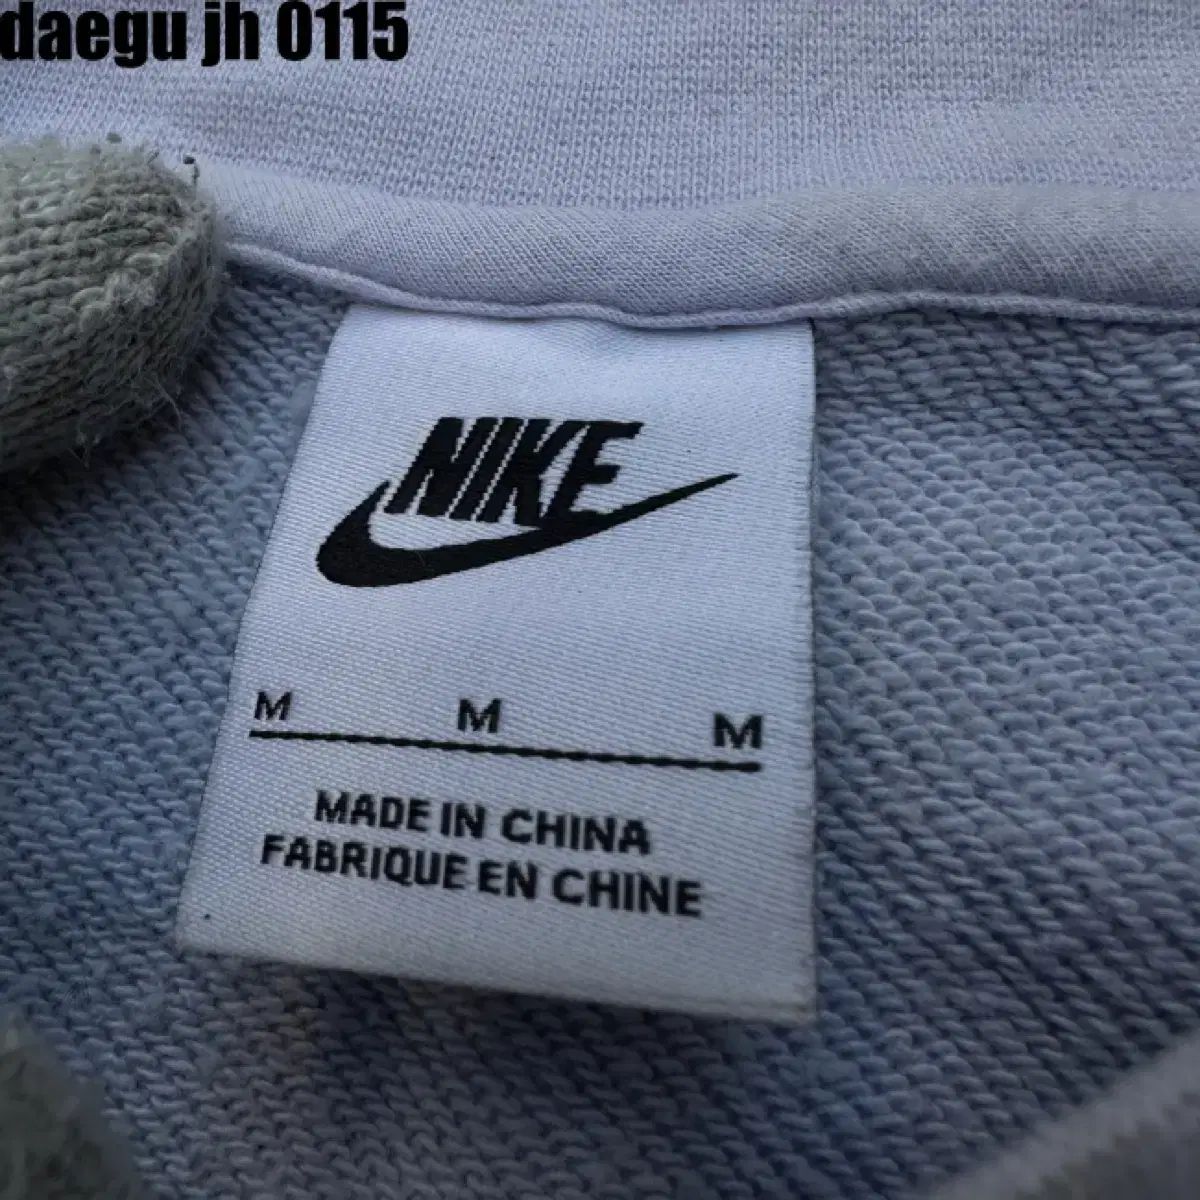 daegu jh 0115
NIKE
M M M
MADE IN CHINA
FABRIQUE EN CHINE